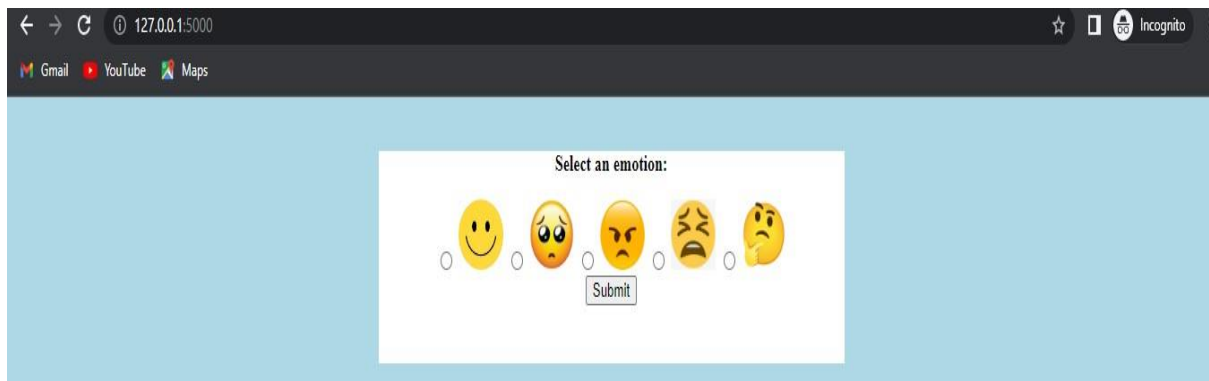 127.0.0.1:5000
Incognito
Gmail YouTube Maps
Select an emotion:
Submit